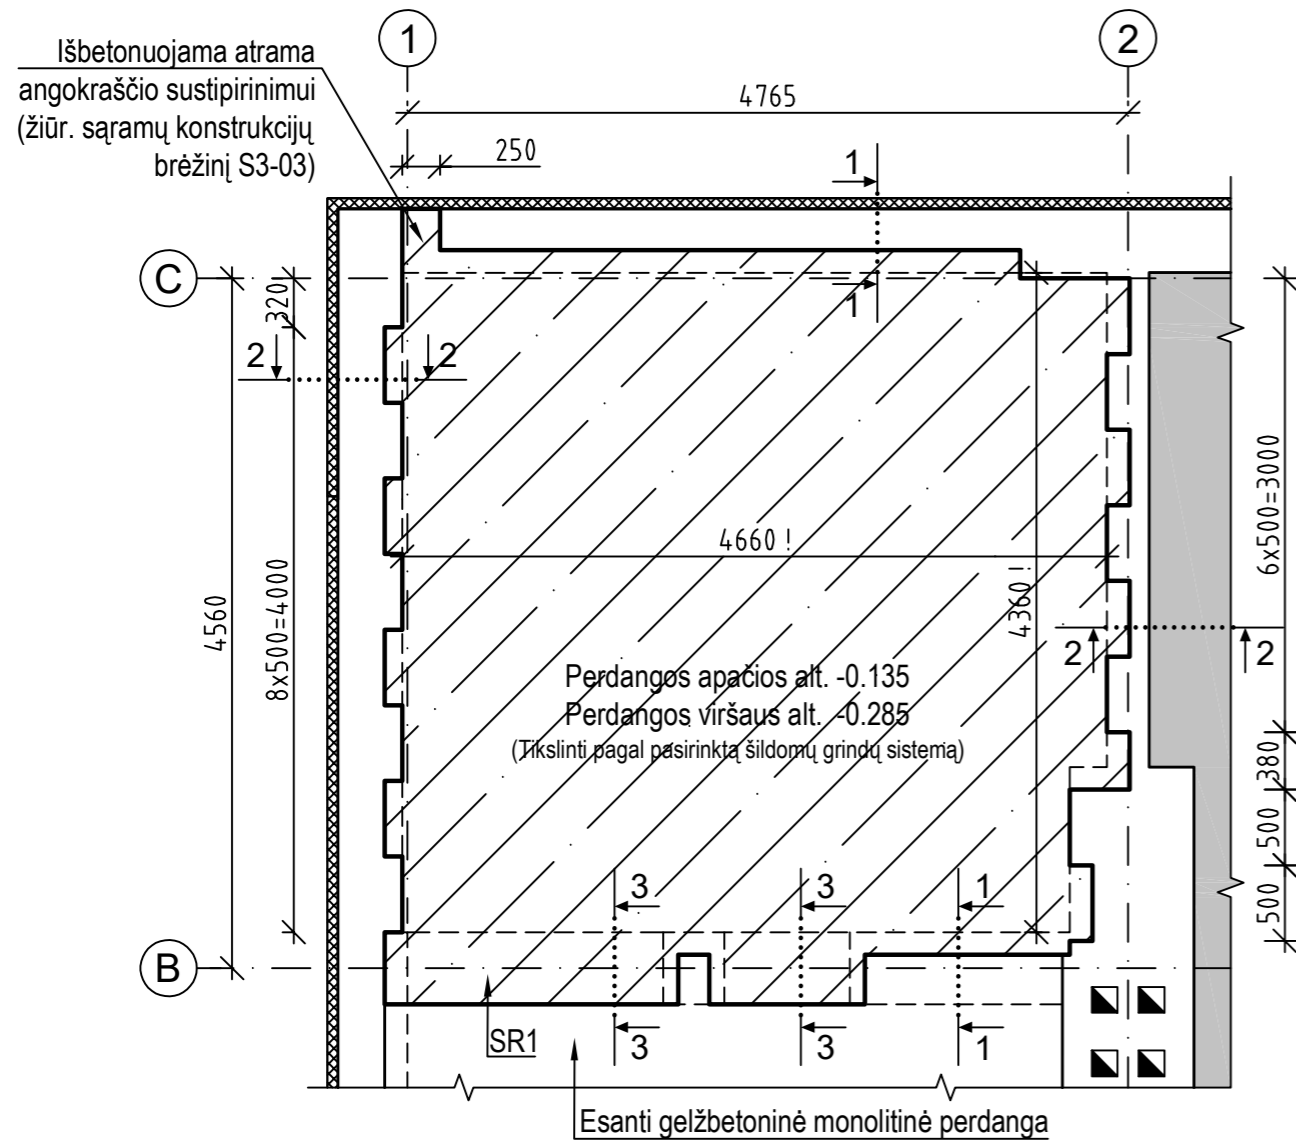 1
2
Išbetonuojama atrama
angokraščio sustipirinimui
(žiūr. sąramų konstrukcijų
brėžinį S3-03)
4765
250
1
C
1
320
2
2
4660 !
4360 !
6x500=3000
4560
8x500=4000
2
2
Perdangos apačios alt. -0.135
Perdangos viršaus alt. -0.285
(Tikslinti pagal pasirinktą šildomų grindų sistemą)
380
500
500
3
3
1
B
SR1
3
3
1
Esanti gelžbetoninė monolitinė perdanga